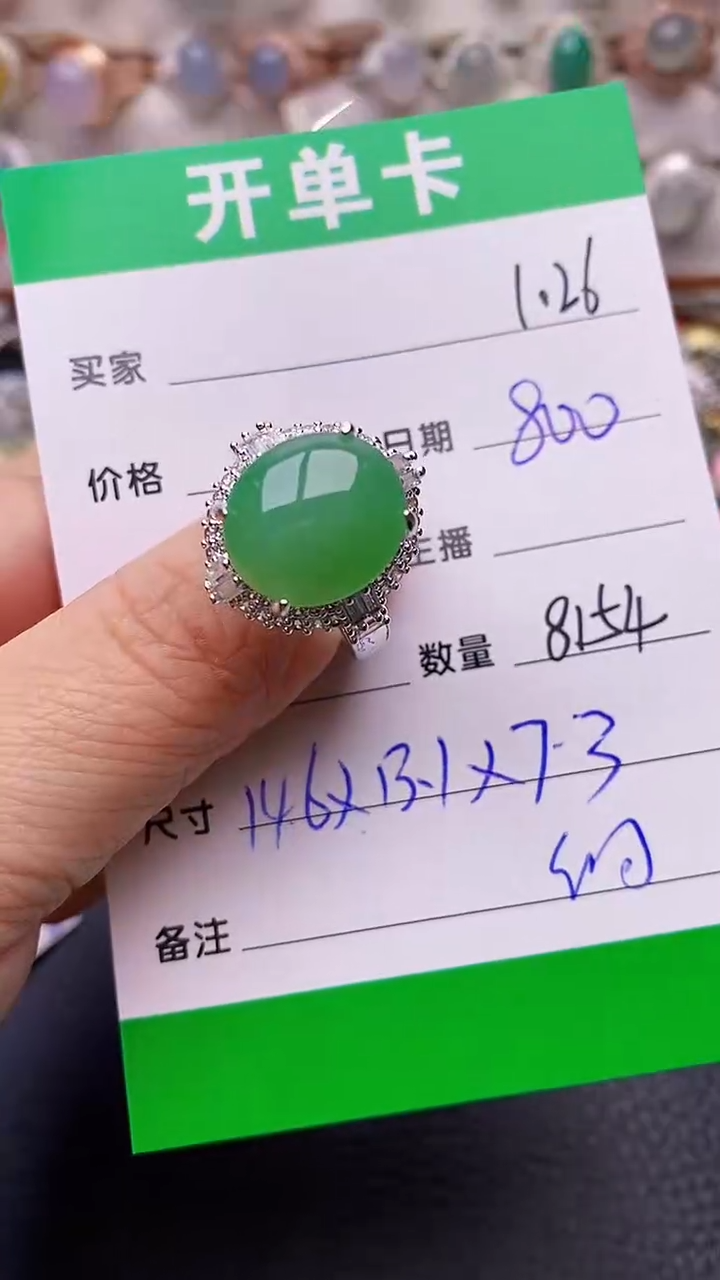 开单卡
1.26
买家
价格 日期 800
主播
数量 8154
尺寸 14.6x13.1x7.3
备注